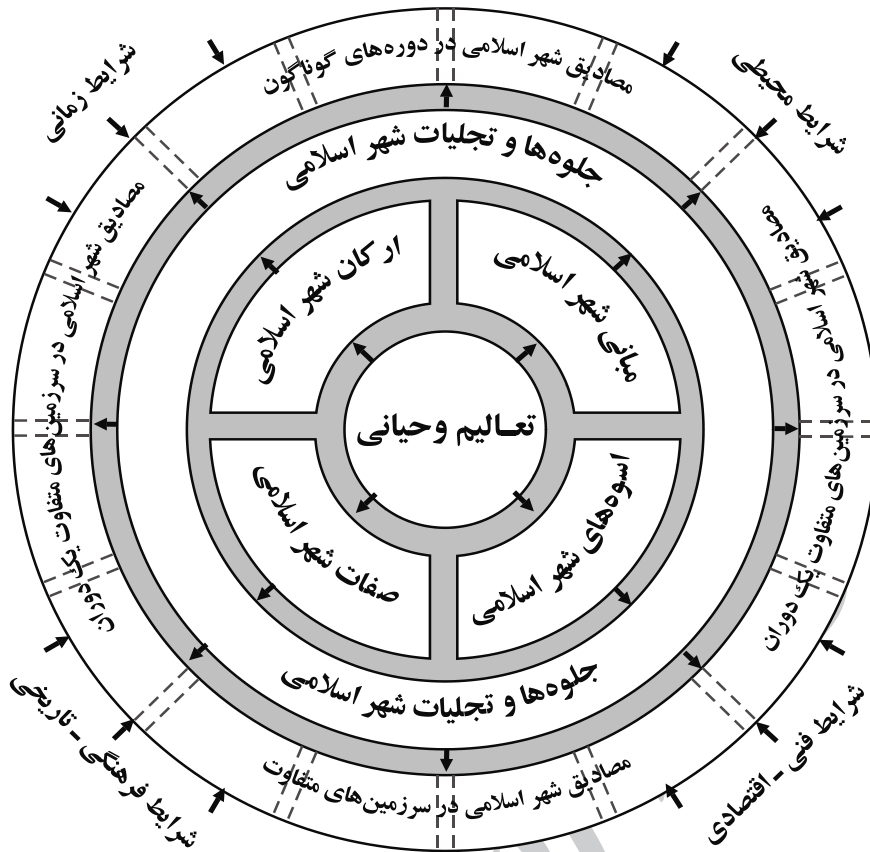 شرایط محیطی
شرایط زمانی
مصادیق شهر اسلامی در دوره‌های گوناگون
جلوه‌ها و تجلیات شهر اسلامی
مصادیق شهر اسلامی در سرزمین‌های متفاوت یک دوران
مبانی شهر اسلامی
ارکان شهر اسلامی
تعالیم وحیانی
اسوه‌های شهر اسلامی
صفات شهر اسلامی
مصادیق شهر اسلامی در سرزمین‌های متفاوت یک دوران
جلوه‌ها و تجلیات شهر اسلامی
مصادیق شهر اسلامی در سرزمین‌های متفاوت
شرایط فنی - اقتصادی
شرایط فرهنگی - تاریخی